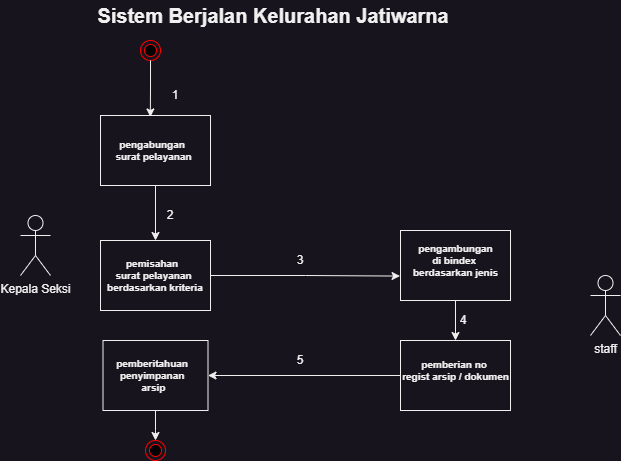 Sistem Berjalan Kelurahan Jatiwarna
1
pengabungan
surat pelayanan
2
Kepala Seksi
pemisahan
surat pelayanan
berdasarkan kriteria
3
pengambungan
di bindex
berdasarkan jenis
staff
4
pemberian no
regist arsip / dokumen
5
pemberitahuan
penyimpanan
arsip